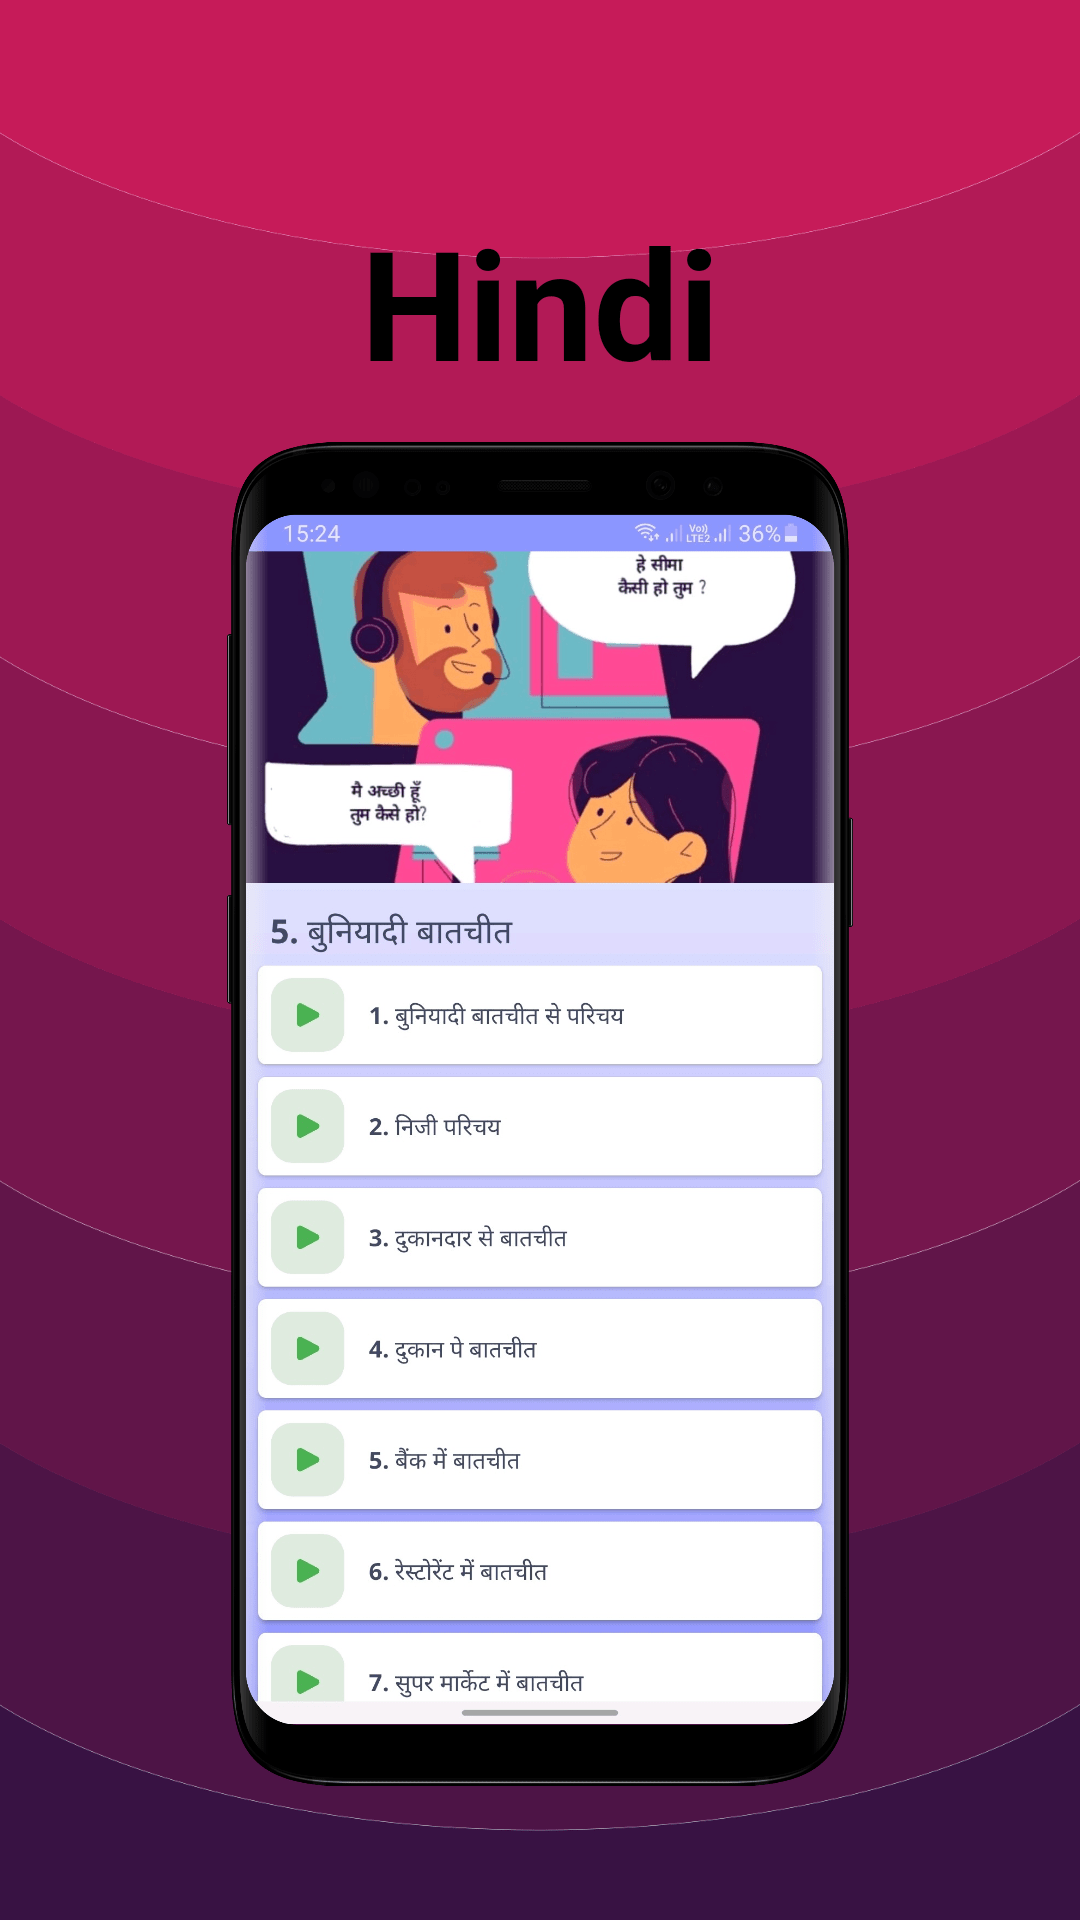 Hindi
15:24
Vo)) LTE2 36%
हे सीमा
कैसी हो तुम ?
मै अच्छी हूँ
तुम कैसे हो?
5. बुनियादी बातचीत
1. बुनियादी बातचीत से परिचय
2. निजी परिचय
3. दुकानदार से बातचीत
4. दुकान पे बातचीत
5. बैंक में बातचीत
6. रेस्टोरेंट में बातचीत
7. सुपर मार्केट में बातचीत